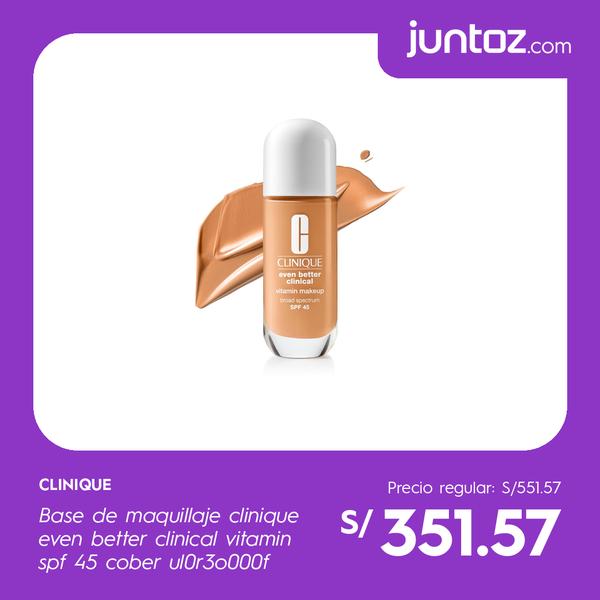 juntoz.com
C
CLINIQUE
even better
clinical
vitamin makeup
broad spectrum
SPF 45
CLINIQUE
Base de maquillaje clinique
even better clinical vitamin
spf 45 cober ul0r3o000f
Precio regular: S/551.57
S/ 351.57